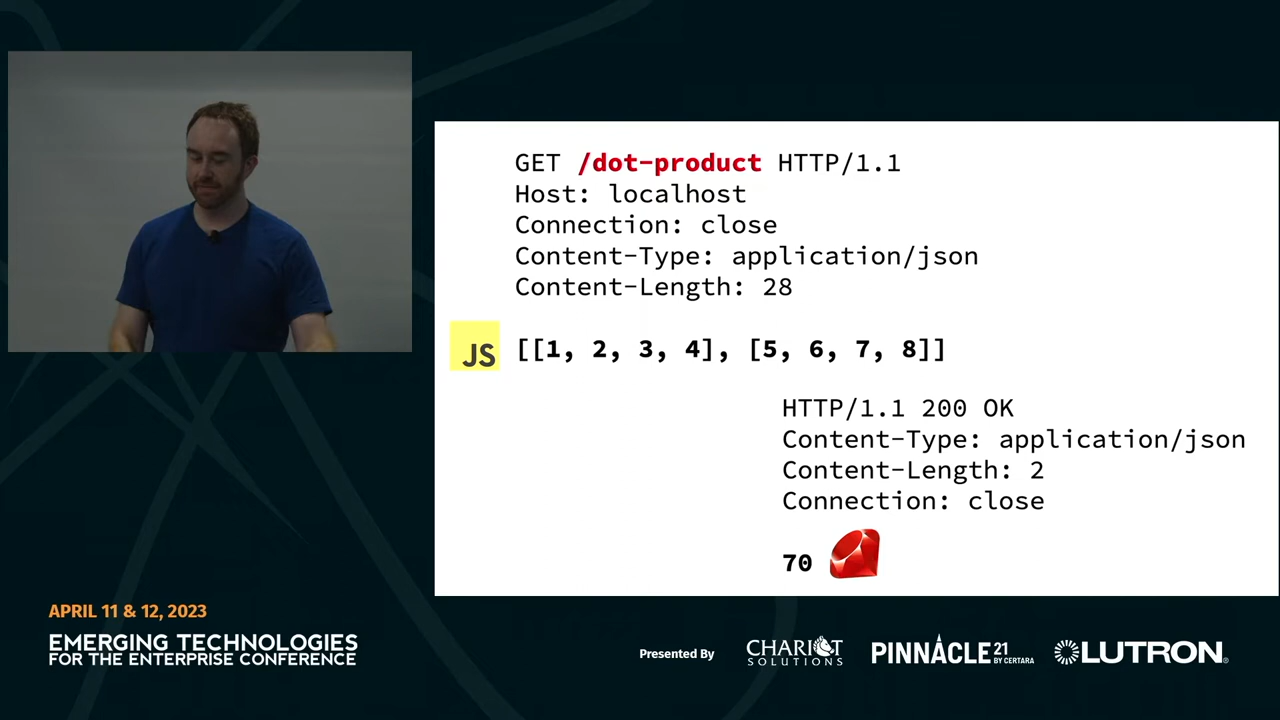 GET /dot-product HTTP/1.1
Host: localhost
Connection: close
Content-Type: application/json
Content-Length: 28
JS [[1, 2, 3, 4], [5, 6, 7, 8]]
HTTP/1.1 200 OK
Content-Type: application/json
Content-Length: 2
Connection: close
70
APRIL 11 & 12, 2023
EMERGING TECHNOLOGIES
FOR THE ENTERPRISE CONFERENCE
Presented By
CHARIOT
SOLUTIONS
PINNACLE 21
BY CERTARA
LUTRON